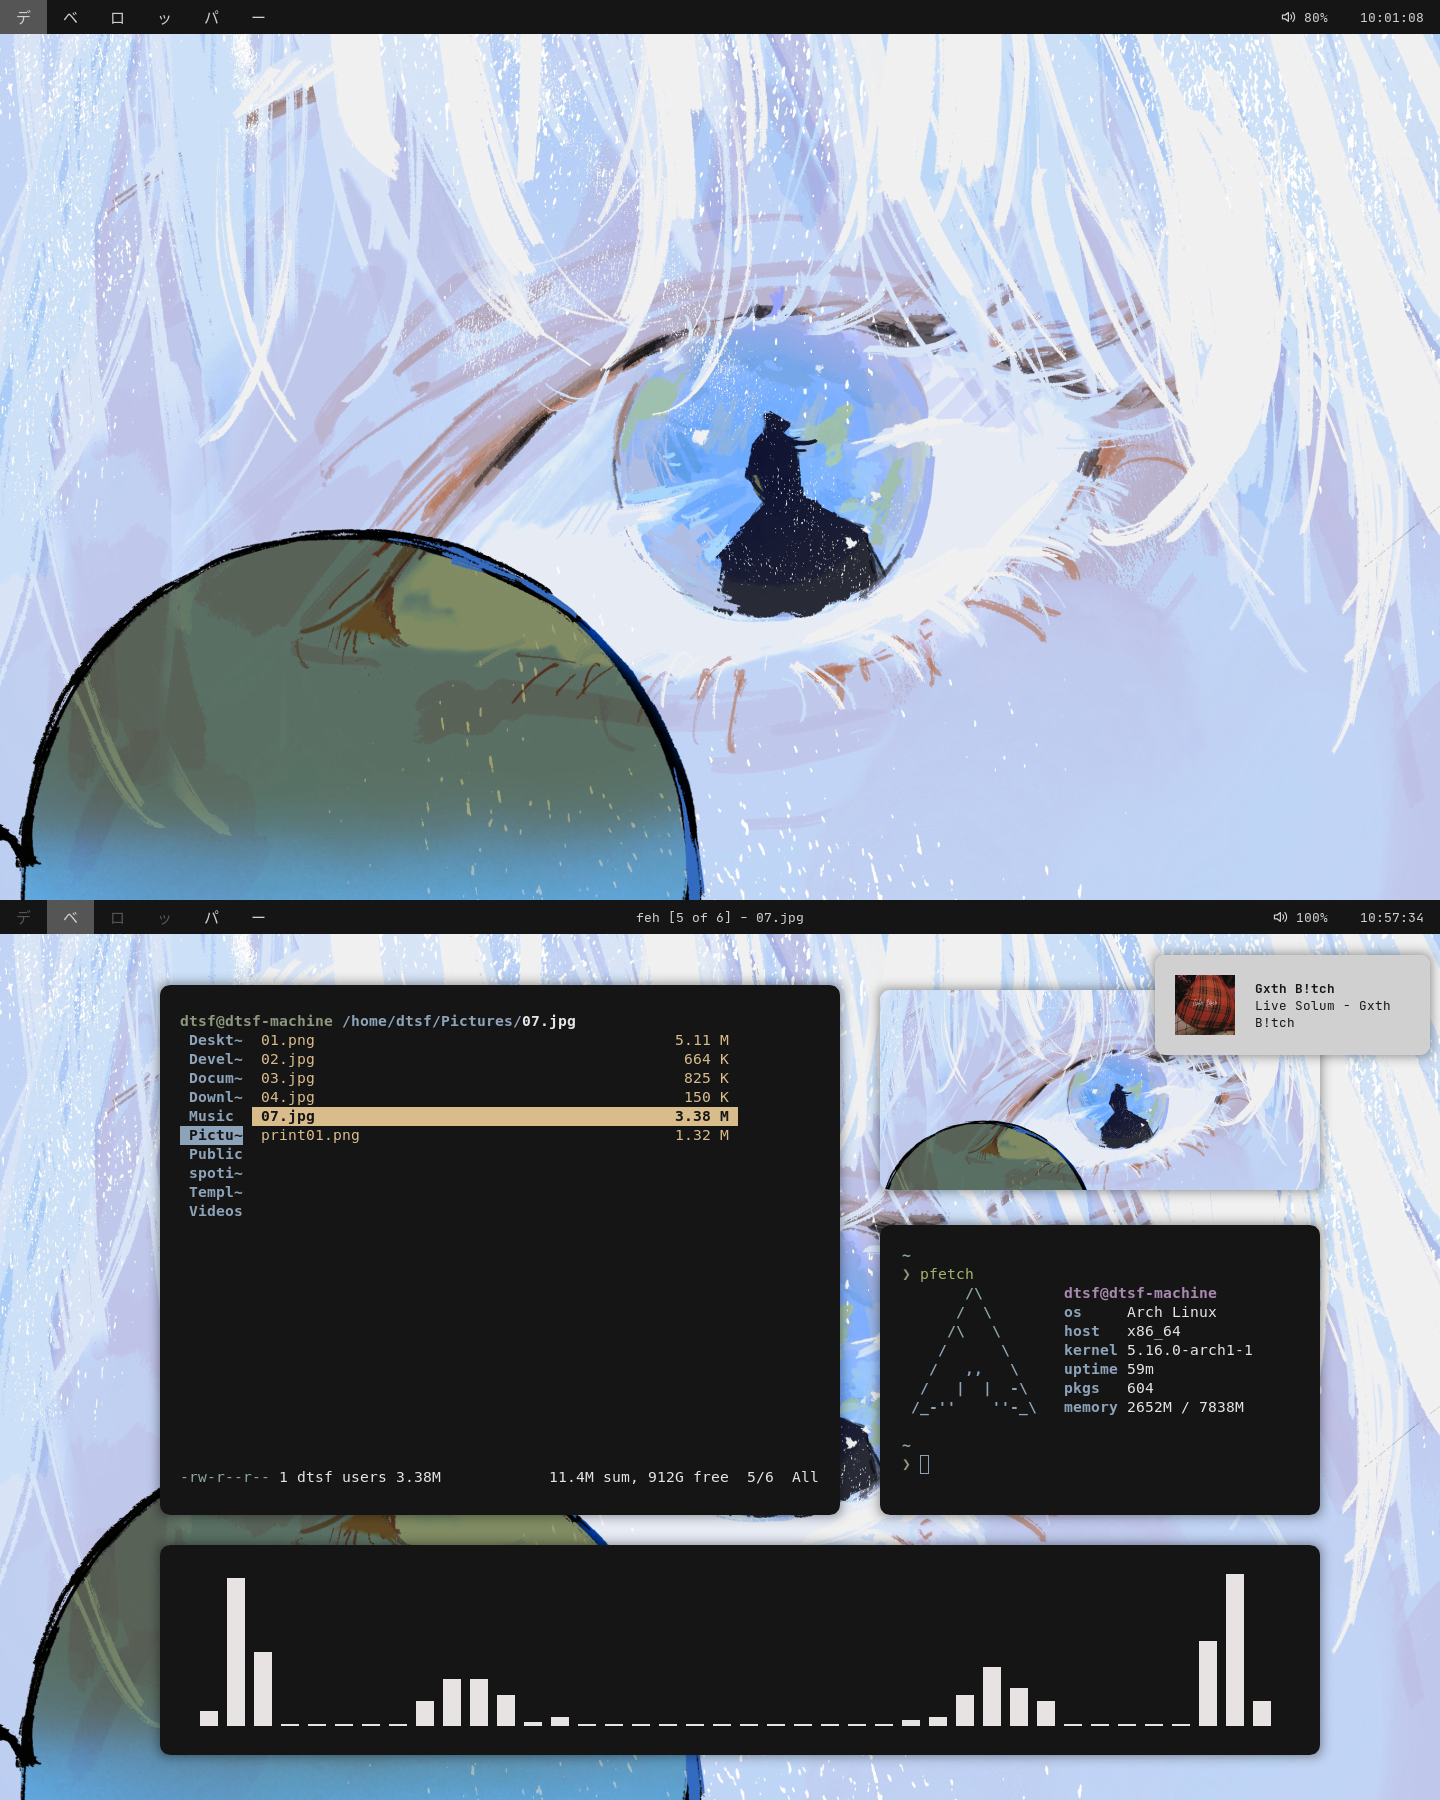 デ ベ ロ ッ パ ー 80% 10:01:08
デ ベ ロ ッ パ ー feh [5 of 6] - 07.jpg 100% 10:57:34
Gxth B!tch
Live Solum - Gxth
B!tch
dtsf@dtsf-machine /home/dtsf/Pictures/07.jpg
Deskt~ 01.png 5.11 M
Devel~ 02.jpg 664 K
Docum~ 03.jpg 825 K
Downl~ 04.jpg 150 K
Music 07.jpg 3.38 M
Pictu~ print01.png 1.32 M
Public
spoti~
Templ~
Videos
-rw-r--r-- 1 dtsf users 3.38M 11.4M sum, 912G free 5/6 All
~
❯ pfetch
dtsf@dtsf-machine
os Arch Linux
host x86_64
kernel 5.16.0-arch1-1
uptime 59m
pkgs 604
memory 2652M / 7838M
~
❯